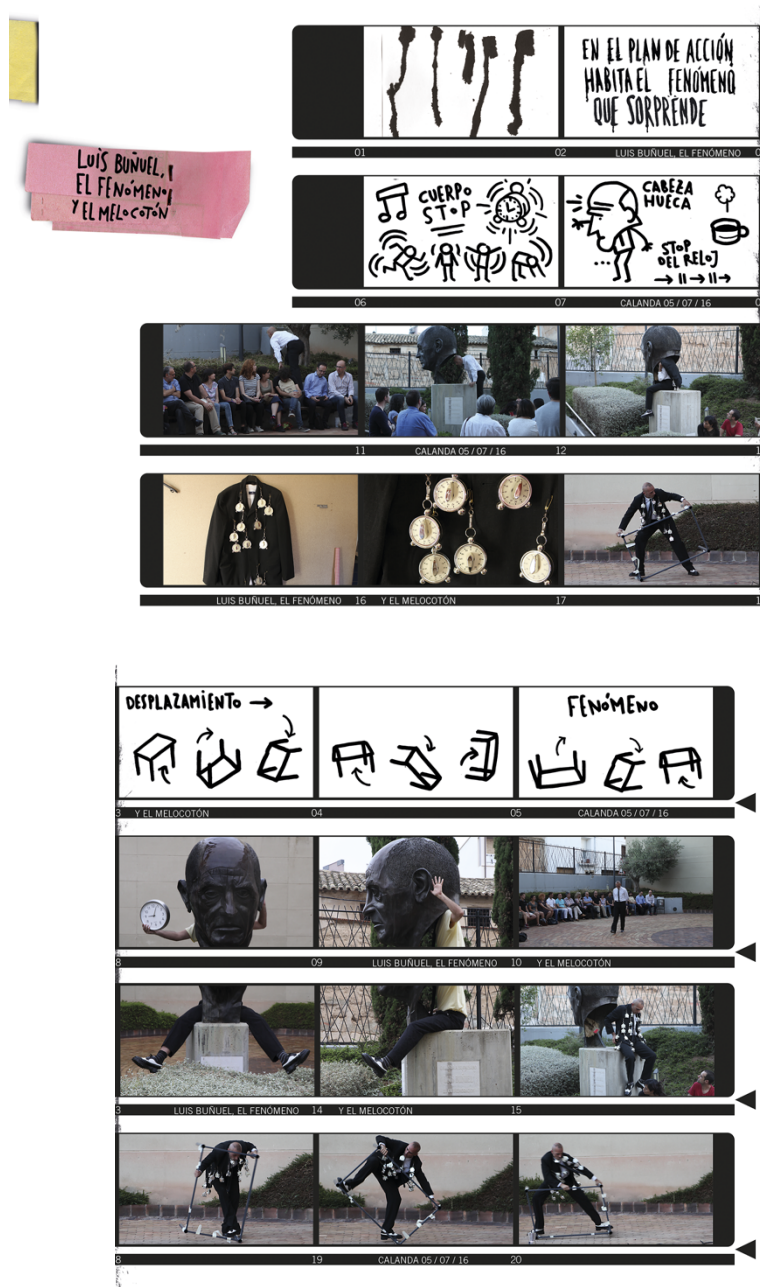 LUIS BUÑUEL,
EL FENÓMENO
Y EL MELOCOTÓN
EN EL PLAN DE ACCIÓN
HABITA EL FENÓMENO
QUE SORPRENDE
01 02 LUIS BUÑUEL, EL FENÓMENO
CUERPO
STOP
CABEZA
HUECA
STOP
DEL RELOJ
06 07 CALANDA 05 / 07 / 16
11 CALANDA 05 / 07 / 16 12
LUIS BUÑUEL, EL FENÓMENO 16 Y EL MELOCOTÓN 17
DESPLAZAMIENTO →
FENÓMENO
3 Y EL MELOCOTÓN 04 05 CALANDA 05 / 07 / 16
8 09 LUIS BUÑUEL, EL FENÓMENO 10 Y EL MELOCOTÓN
3 LUIS BUÑUEL, EL FENÓMENO 14 Y EL MELOCOTÓN 15
8 19 CALANDA 05 / 07 / 16 20